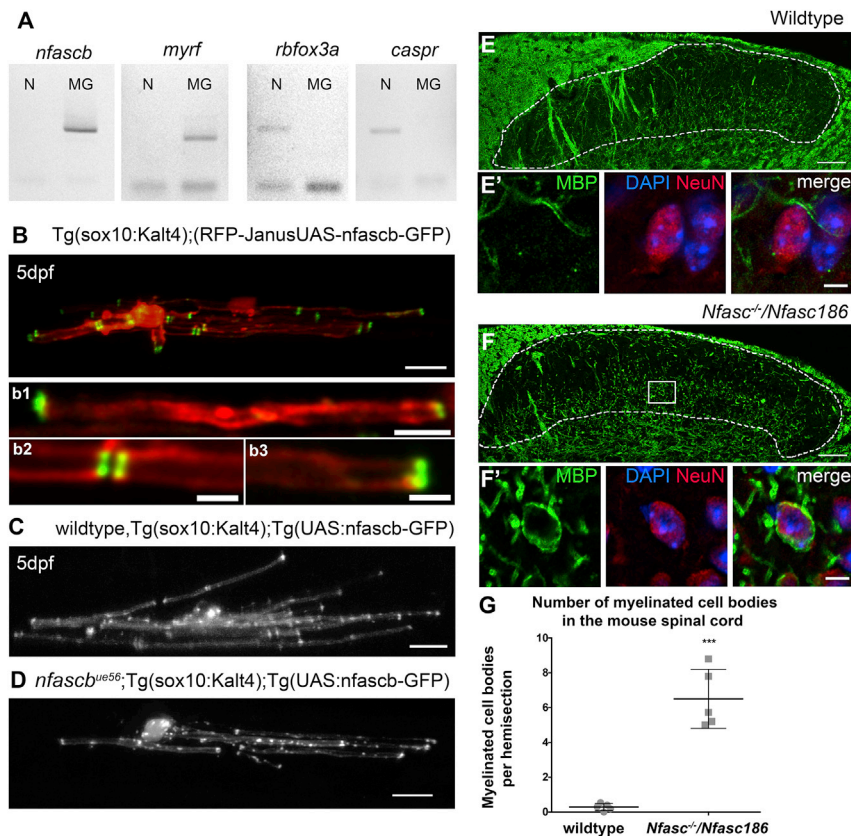 A
nfascb myrf rbfox3a caspr
N MG N MG N MG N MG
B
Tg(sox10:Kalt4);(RFP-JanusUAS-nfascb-GFP)
5dpf
b1
b2 b3
C wildtype,Tg(sox10:Kalt4);Tg(UAS:nfascb-GFP)
5dpf
D nfascbue56;Tg(sox10:Kalt4);Tg(UAS:nfascb-GFP)
Wildtype
E
E' MBP DAPI NeuN merge
Nfasc-/-/Nfasc186
F
F' MBP DAPI NeuN merge
G
Number of myelinated cell bodies
in the mouse spinal cord
Myelinated cell bodies
per hemisection
10
8
6
4
2
0
***
wildtype Nfasc-/-/Nfasc186